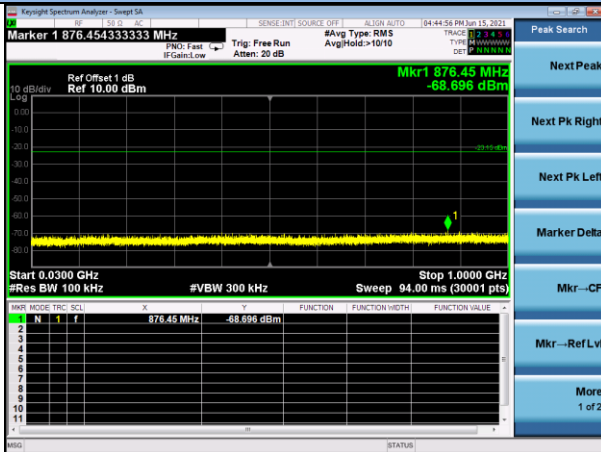 Keysight Spectrum Analyzer - Swept SA
RF 50 Ω AC SENSE:INT SOURCE OFF ALIGN AUTO 04:44:56 PM Jun 15, 2021
Marker 1 876.454333333 MHz #Avg Type: RMS TRACE 1 2 3 4 5 6
PNO: Fast Trig: Free Run Avg|Hold:>10/10 TYPE M WWWWW
IFGain:Low Atten: 20 dB DET P N N N N N
Peak Search
Mkr1 876.45 MHz
-68.696 dBm
Ref Offset 1 dB
10 dB/div Ref 10.00 dBm
Log
0.00
-10.0
-20.0
-30.0
-40.0
-50.0
-60.0
-70.0
-80.0
1
Start 0.0300 GHz Stop 1.0000 GHz
#Res BW 100 kHz #VBW 300 kHz Sweep 94.00 ms (30001 pts)
MKR MODE TRC SCL X Y FUNCTION FUNCTION WIDTH FUNCTION VALUE
1 N 1 f 876.45 MHz -68.696 dBm
2
3
4
5
6
7
8
9
10
11
MSG STATUS
Next Peak
Next Pk Right
Next Pk Left
Marker Delta
Mkr→CF
Mkr→Ref Lvl
More
1 of 2